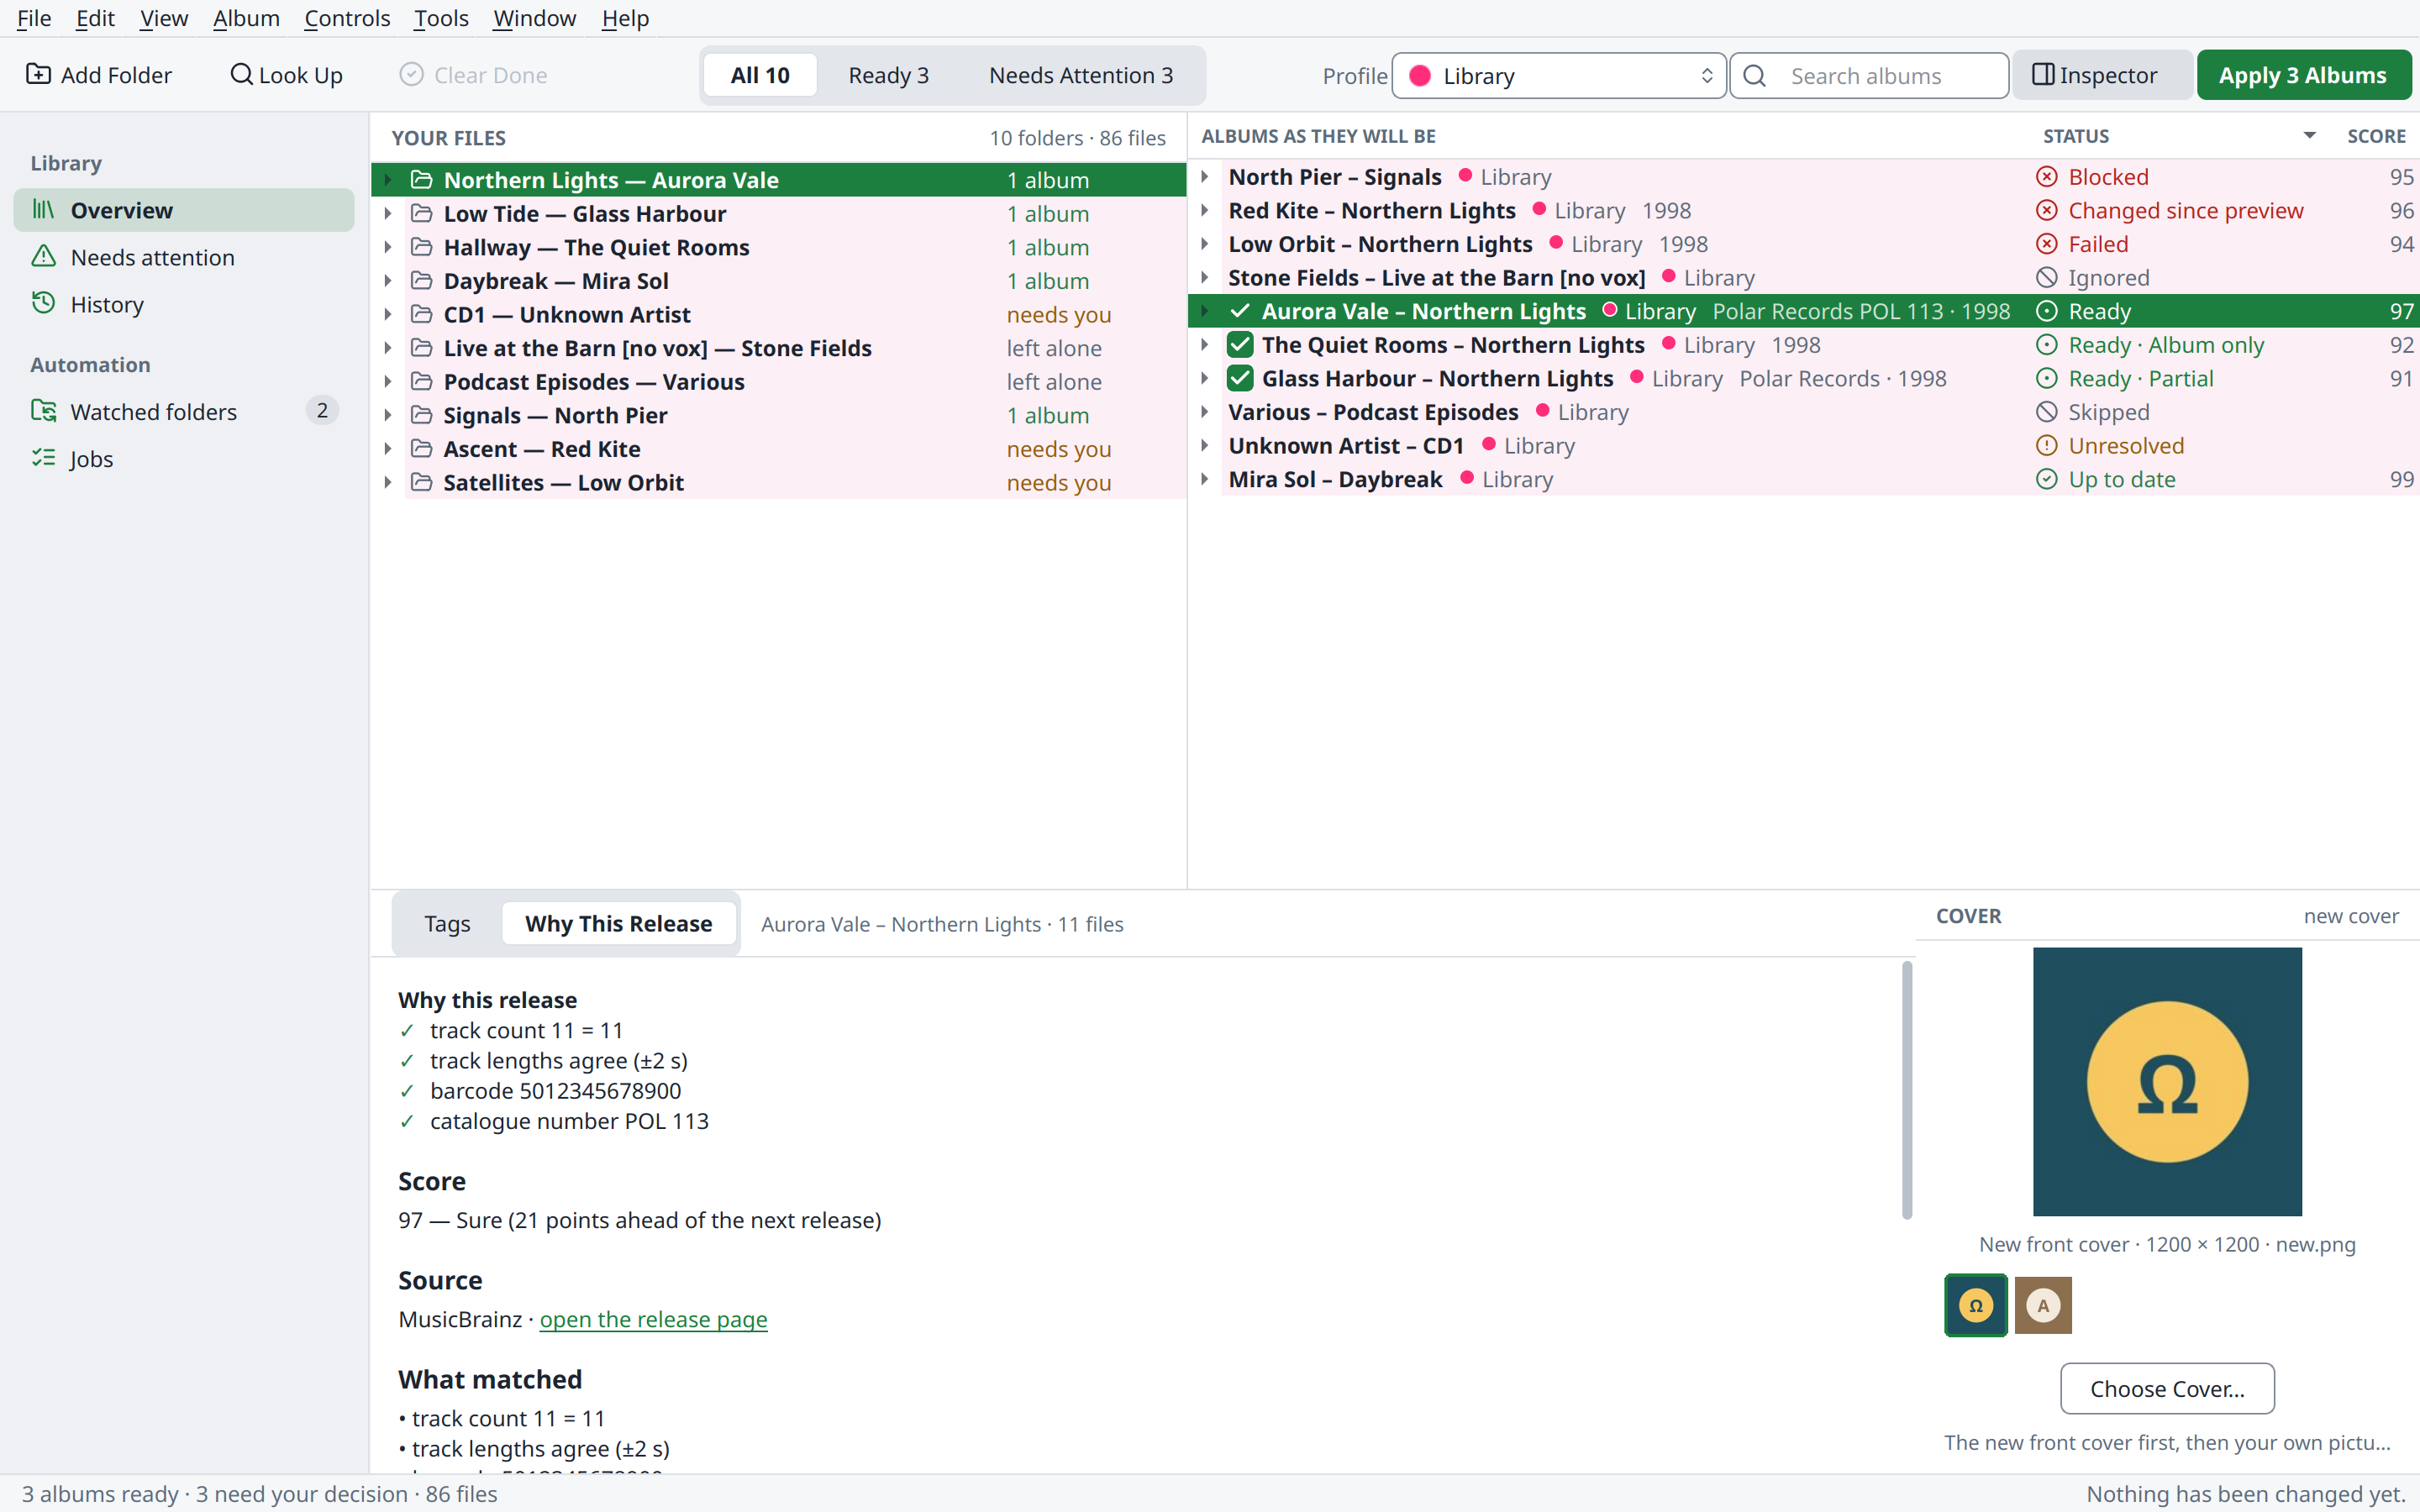 File Edit View Album Controls Tools Window Help
Add Folder Look Up Clear Done All 10 Ready 3 Needs Attention 3 Profile Library Search albums Inspector Apply 3 Albums
Library
Overview
Needs attention
History
Automation
Watched folders 2
Jobs
YOUR FILES 10 folders · 86 files
Northern Lights — Aurora Vale 1 album
Low Tide — Glass Harbour 1 album
Hallway — The Quiet Rooms 1 album
Daybreak — Mira Sol 1 album
CD1 — Unknown Artist needs you
Live at the Barn [no vox] — Stone Fields left alone
Podcast Episodes — Various left alone
Signals — North Pier 1 album
Ascent — Red Kite needs you
Satellites — Low Orbit needs you
ALBUMS AS THEY WILL BE STATUS SCORE
North Pier – Signals Library Blocked 95
Red Kite – Northern Lights Library 1998 Changed since preview 96
Low Orbit – Northern Lights Library 1998 Failed 94
Stone Fields – Live at the Barn [no vox] Library Ignored
Aurora Vale – Northern Lights Library Polar Records POL 113 · 1998 Ready 97
The Quiet Rooms – Northern Lights Library 1998 Ready · Album only 92
Glass Harbour – Northern Lights Library Polar Records · 1998 Ready · Partial 91
Various – Podcast Episodes Library Skipped
Unknown Artist – CD1 Library Unresolved
Mira Sol – Daybreak Library Up to date 99
Tags Why This Release Aurora Vale – Northern Lights · 11 files
Why this release
✓ track count 11 = 11
✓ track lengths agree (±2 s)
✓ barcode 5012345678900
✓ catalogue number POL 113
Score
97 — Sure (21 points ahead of the next release)
Source
MusicBrainz · open the release page
What matched
• track count 11 = 11
• track lengths agree (±2 s)
COVER new cover
Ω
New front cover · 1200 × 1200 · new.png
Ω A
Choose Cover...
The new front cover first, then your own pictu...
3 albums ready · 3 need your decision · 86 files
Nothing has been changed yet.